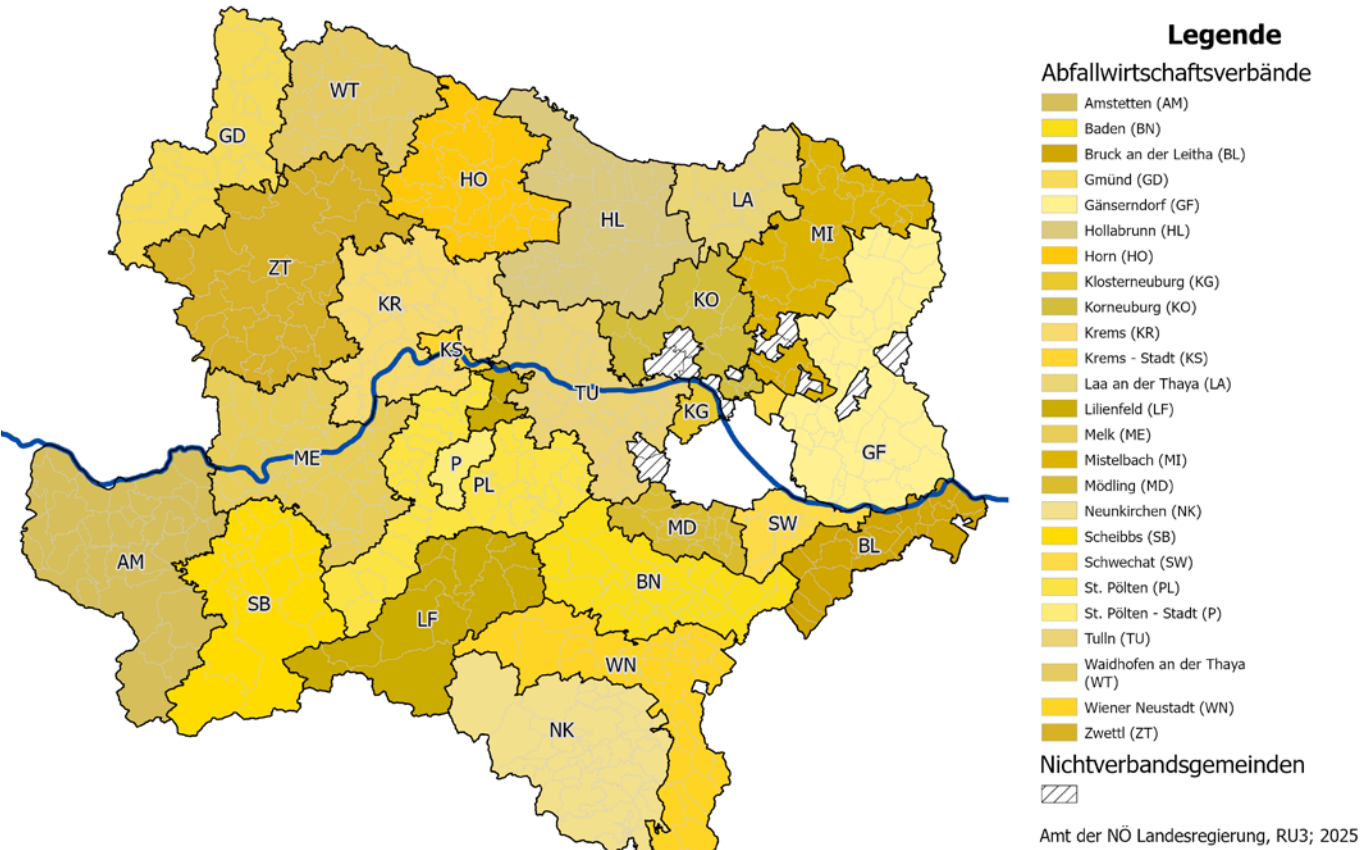 WT
GD
HO
LA
HL
MI
ZT
KO
KR
KS
TU
KG
GF
ME
P
PL
MD
SW
BL
AM
BN
SB
LF
WN
NK
Legende
Abfallwirtschaftsverbände
Amstetten (AM)
Baden (BN)
Bruck an der Leitha (BL)
Gmünd (GD)
Gänserndorf (GF)
Hollabrunn (HL)
Horn (HO)
Klosterneuburg (KG)
Korneuburg (KO)
Krems (KR)
Krems - Stadt (KS)
Laa an der Thaya (LA)
Lilienfeld (LF)
Melk (ME)
Mistelbach (MI)
Mödling (MD)
Neunkirchen (NK)
Scheibbs (SB)
Schwechat (SW)
St. Pölten (PL)
St. Pölten - Stadt (P)
Tulln (TU)
Waidhofen an der Thaya
(WT)
Wiener Neustadt (WN)
Zwettl (ZT)
Nichtverbandsgemeinden
Amt der NÖ Landesregierung, RU3; 2025